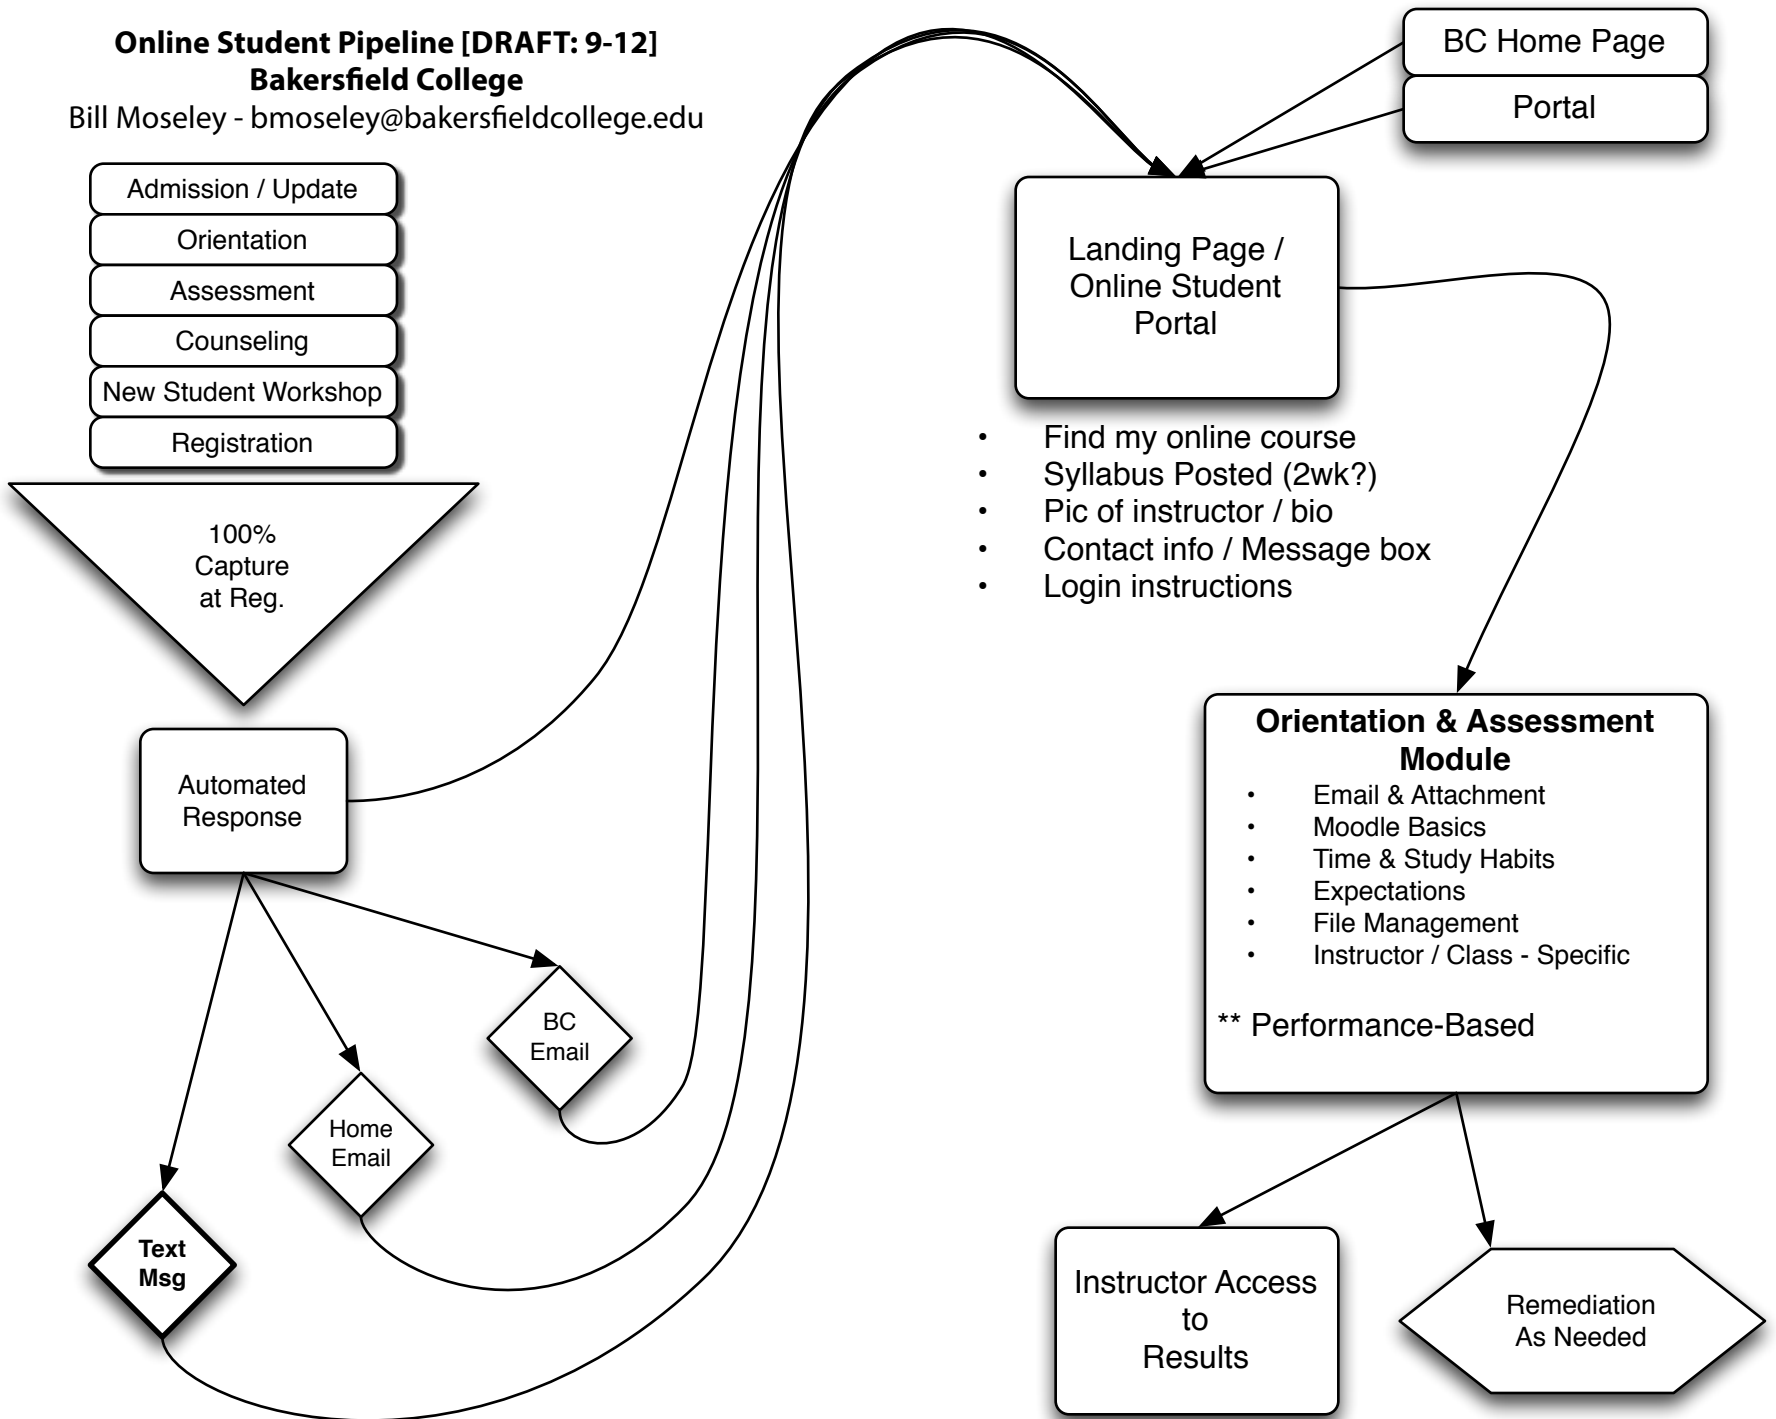 Online Student Pipeline [DRAFT: 9-12]
Bakersfield College
Bill Moseley - bmoseley@bakersfieldcollege.edu
Admission / Update
Orientation
Assessment
Counseling
New Student Workshop
Registration
100%
Capture
at Reg.
Automated
Response
BC
Email
Home
Email
Text
Msg
BC Home Page
Portal
Landing Page /
Online Student
Portal
• Find my online course
• Syllabus Posted (2wk?)
• Pic of instructor / bio
• Contact info / Message box
• Login instructions
Orientation & Assessment
Module
• Email & Attachment
• Moodle Basics
• Time & Study Habits
• Expectations
• File Management
• Instructor / Class - Specific
** Performance-Based
Instructor Access
to
Results
Remediation
As Needed